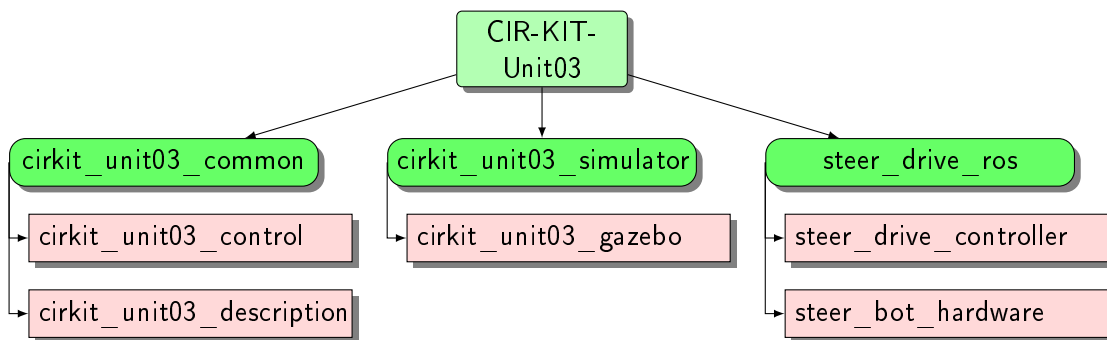 CIR-KIT-
Unit03
cirkit_unit03_common
cirkit_unit03_simulator
steer_drive_ros
cirkit_unit03_control
cirkit_unit03_gazebo
steer_drive_controller
cirkit_unit03_description
steer_bot_hardware